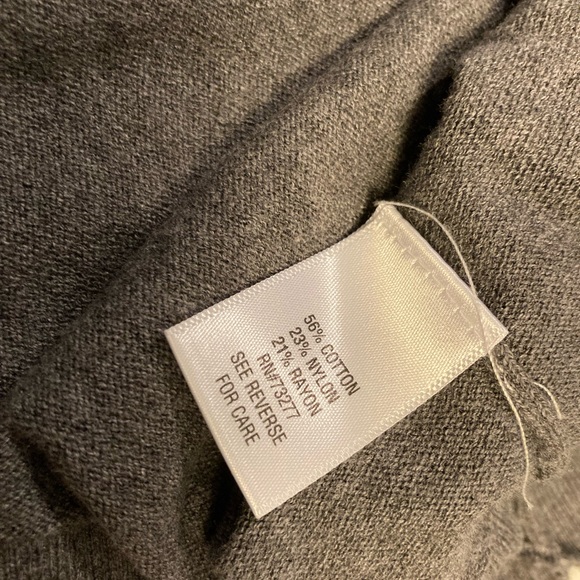 56% COTTON
23% NYLON
21% RAYON
RN#73277
SEE REVERSE
FOR CARE